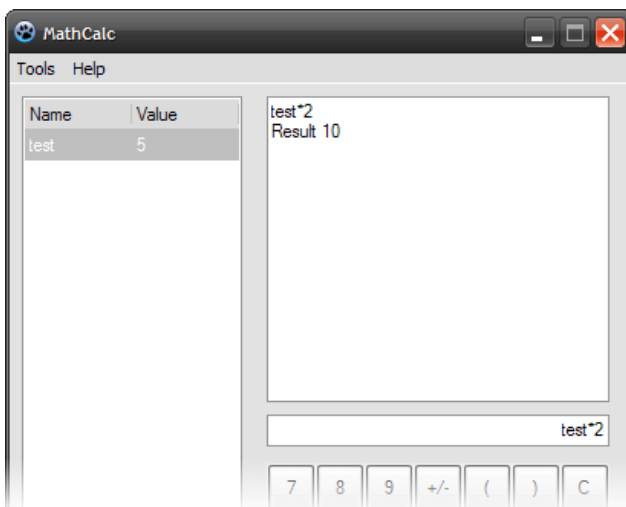 MathCalc
Tools Help
Name Value
test 5
test*2
Result 10
test*2
7 8 9 +/- ( ) C